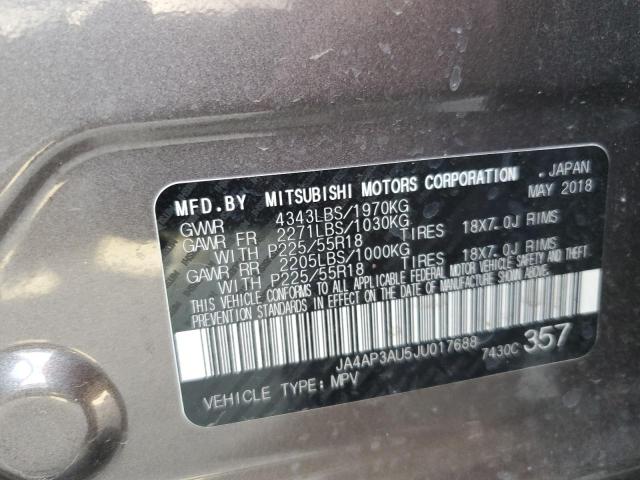 MFD.BY MITSUBISHI MOTORS CORPORATION. JAPAN
GVWR 4343LBS/1970KG MAY 2018
GAWR FR 2271LBS/1030KG
WITH P225/55R18 TIRES 18X7.0J RIMS
GAWR RR 2205LBS/1000KG
WITH P225/55R18 TIRES 18X7.0J RIMS
THIS VEHICLE CONFORMS TO ALL APPLICABLE FEDERAL MOTOR VEHICLE SAFETY AND THEFT
PREVENTION STANDARDS IN EFFECT ON THE DATE OF MANUFACTURE SHOWN ABOVE.
JA4AP3AU5JU017688 7430C 357
VEHICLE TYPE:MPV